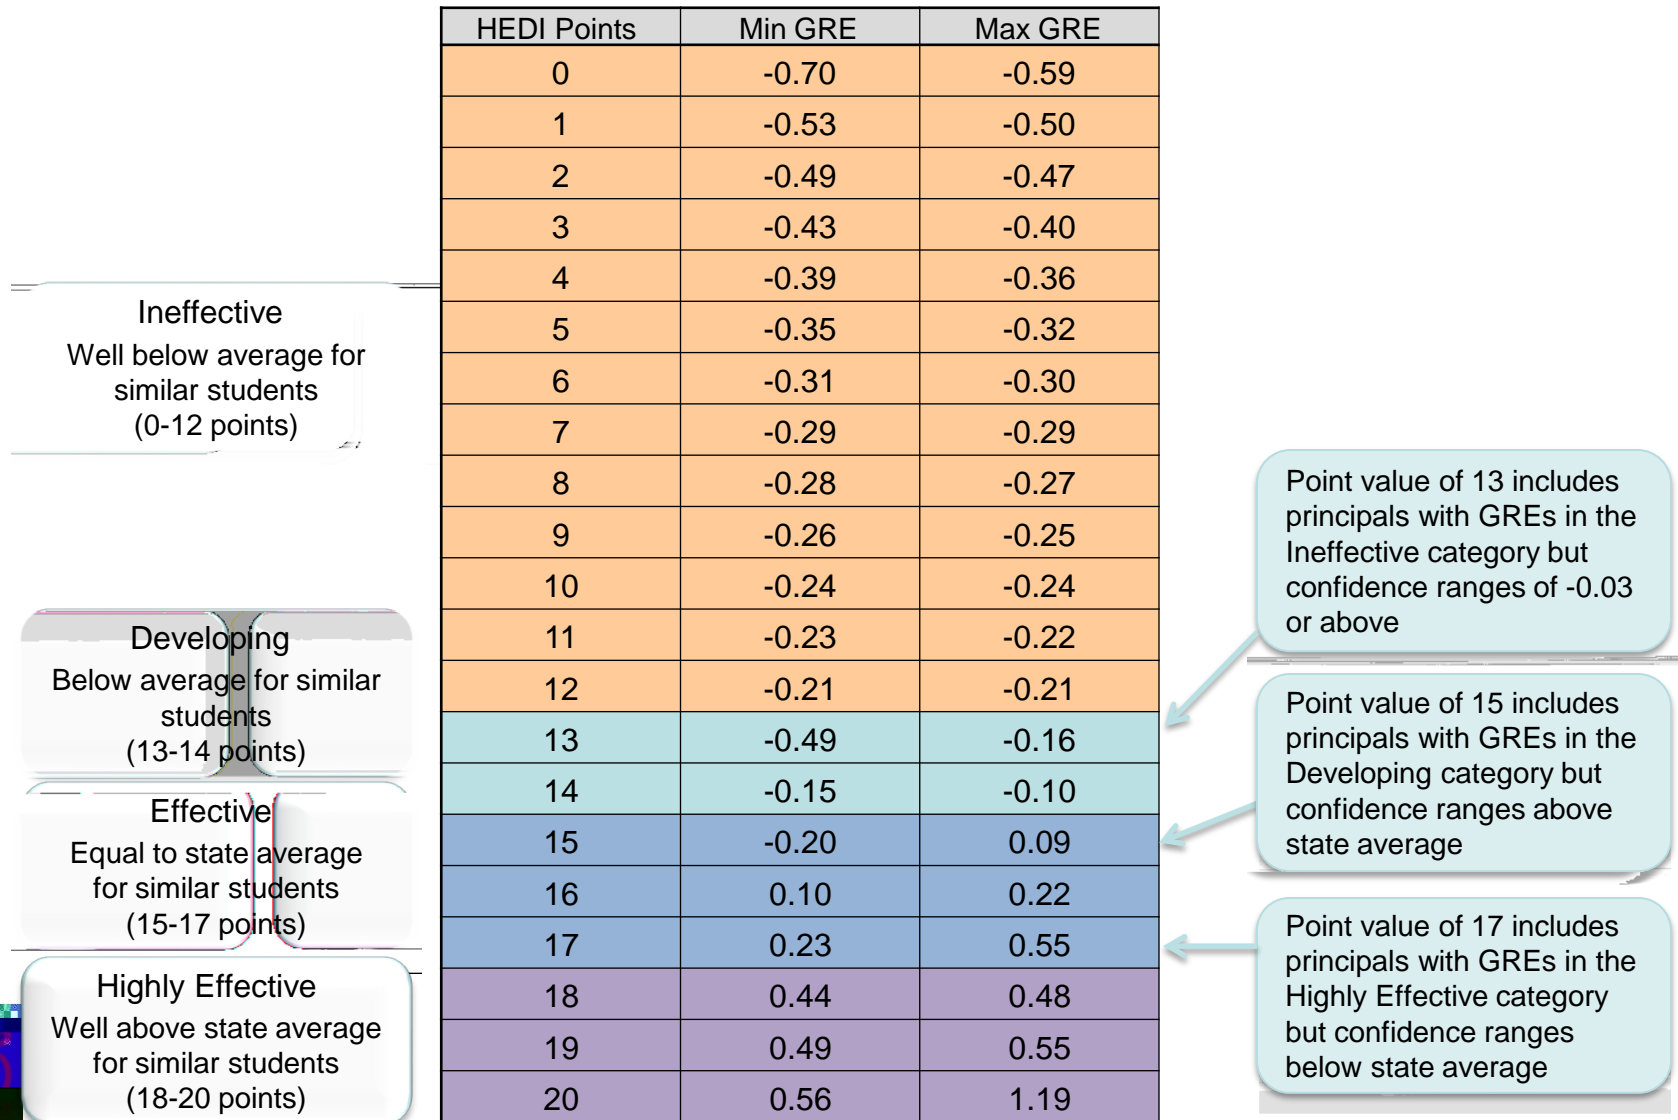 HEDI Points Min GRE Max GRE
0 -0.70 -0.59
1 -0.53 -0.50
2 -0.49 -0.47
3 -0.43 -0.40
4 -0.39 -0.36
5 -0.35 -0.32
6 -0.31 -0.30
7 -0.29 -0.29
8 -0.28 -0.27
9 -0.26 -0.25
10 -0.24 -0.24
11 -0.23 -0.22
12 -0.21 -0.21
13 -0.49 -0.16
14 -0.15 -0.10
15 -0.20 0.09
16 0.10 0.22
17 0.23 0.55
18 0.44 0.48
19 0.49 0.55
20 0.56 1.19
Ineffective
Well below average for
similar students
(0-12 points)
Developing
Below average for similar
students
(13-14 points)
Effective
Equal to state average
for similar students
(15-17 points)
Highly Effective
Well above state average
for similar students
(18-20 points)
Point value of 13 includes
principals with GREs in the
Ineffective category but
confidence ranges of -0.03
or above
Point value of 15 includes
principals with GREs in the
Developing category but
confidence ranges above
state average
Point value of 17 includes
principals with GREs in the
Highly Effective category
but confidence ranges
below state average